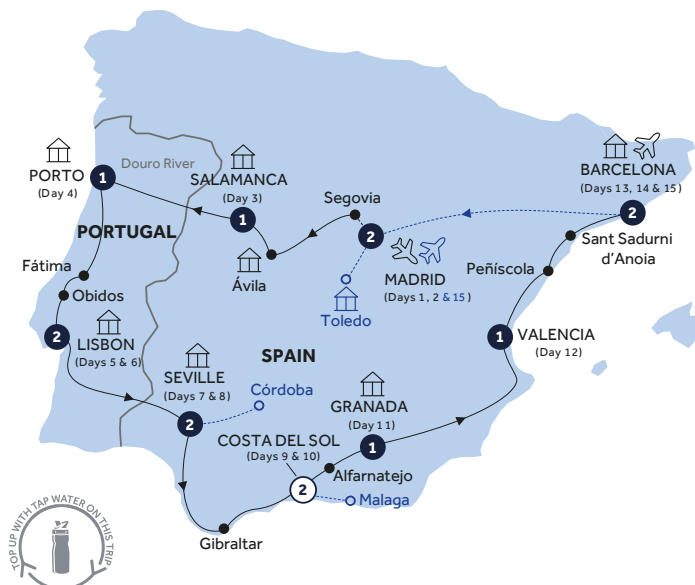 PORTO
(Day 4)
Douro River
SALAMANCA
(Day 3)
Segovia
BARCELONA
(Days 13, 14 & 15)
1
1
2
2
PORTUGAL
Sant Sadurni
d'Anoia
Ávila
MADRID
(Days 1, 2 & 15)
Peñíscola
Fátima
Obidos
Toledo
2
LISBON
(Days 5 & 6)
1
VALENCIA
(Day 12)
SPAIN
SEVILLE
(Days 7 & 8)
Córdoba
GRANADA
(Day 11)
2
COSTA DEL SOL
(Days 9 & 10)
1
Alfarnatejo
2
Malaga
Gibraltar
TOP UP WITH TAP WATER ON THIS TRIP